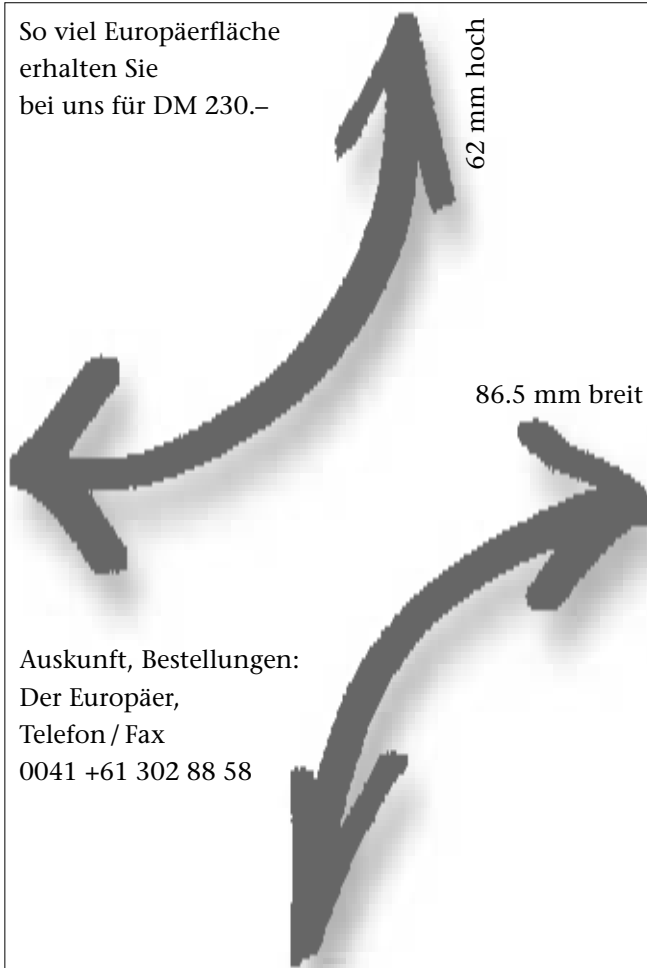 So viel Europäerfläche
erhalten Sie
bei uns für DM 230.–
62 mm hoch
86.5 mm breit
Auskunft, Bestellungen:
Der Europäer,
Telefon / Fax
0041 +61 302 88 58